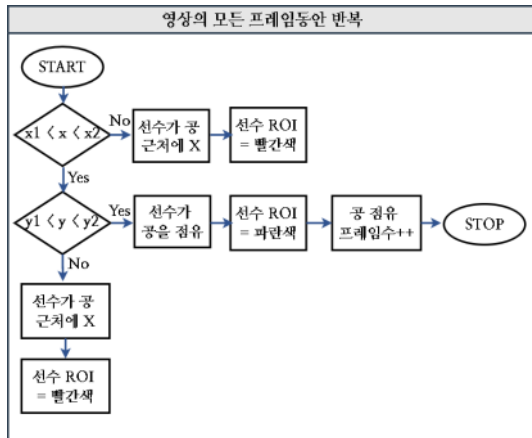 영상의 모든 프레임동안 반복
START
x1 < x < x2
No
선수가 공
근처에 X
선수 ROI
= 빨간색
Yes
y1 < y < y2
Yes
선수가
공을 점유
선수 ROI
= 파란색
공 점유
프레임수++
STOP
No
선수가 공
근처에 X
선수 ROI
= 빨간색